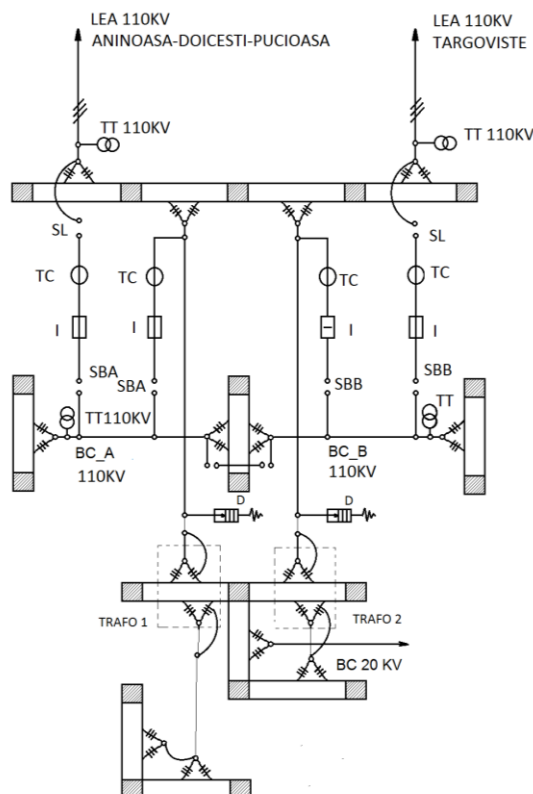 LEA 110KV
ANINOASA-DOICESTI-PUCIOASA
LEA 110KV
TARGOVISTE
TT 110KV
TT 110KV
SL
SL
TC
TC
TC
TC
I
I
I
I
SBA
SBA
SBB
SBB
TT110KV
TT
BC_A
110KV
BC_B
110KV
D
D
TRAFO 1
TRAFO 2
BC 20 KV